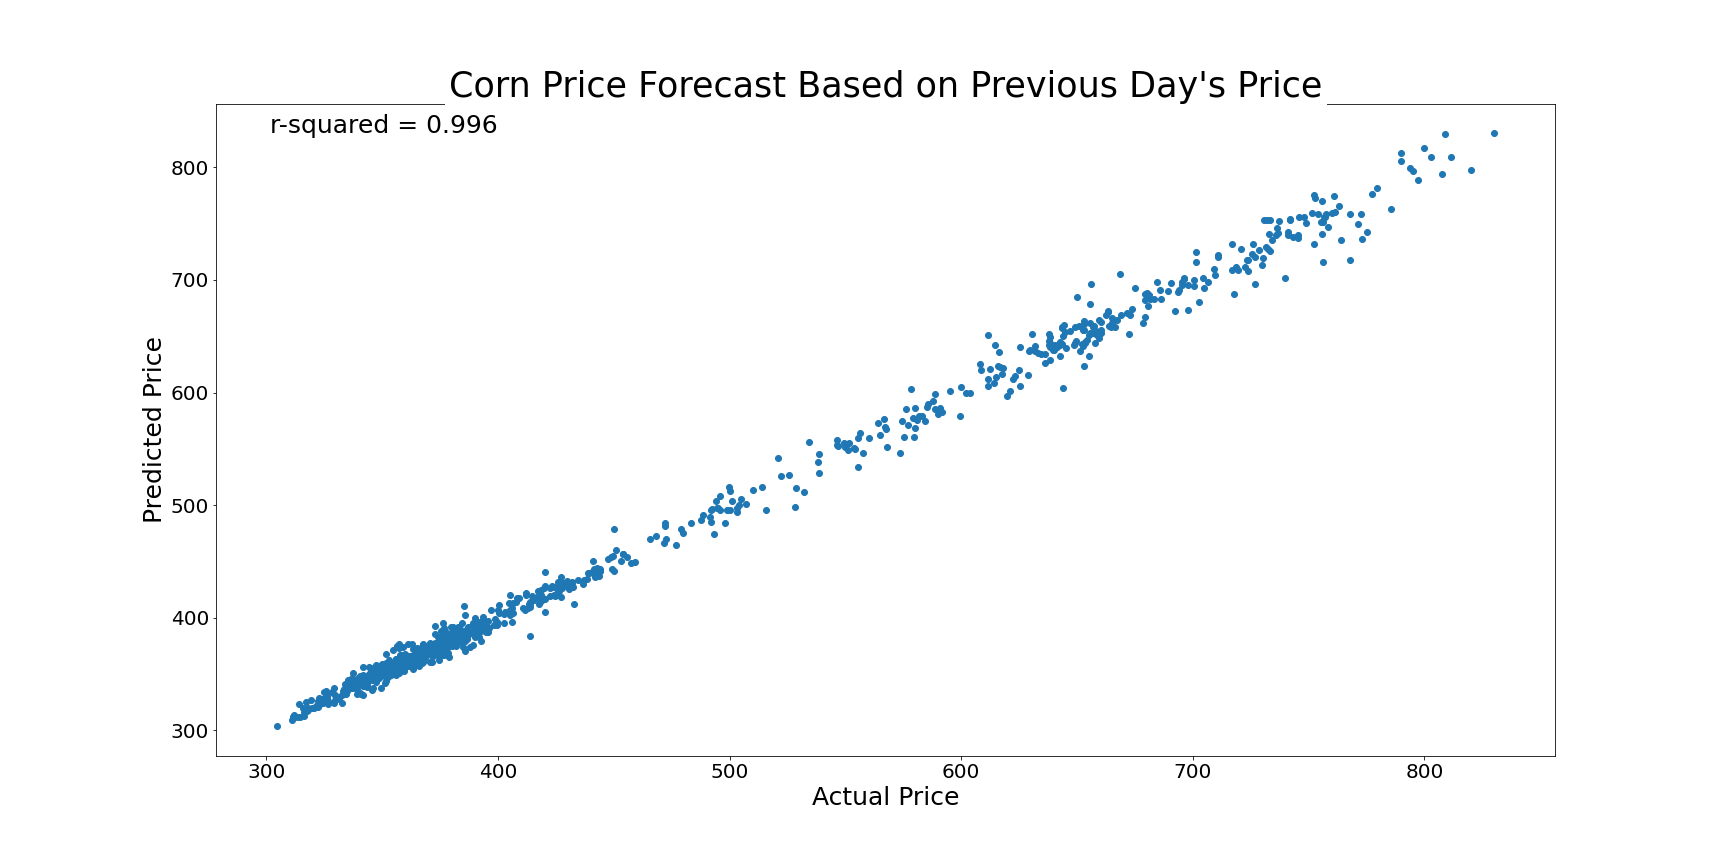 Corn Price Forecast Based on Previous Day's Price
r-squared = 0.996
800
700
600
500
400
300
Predicted Price
300 400 500 600 700 800
Actual Price